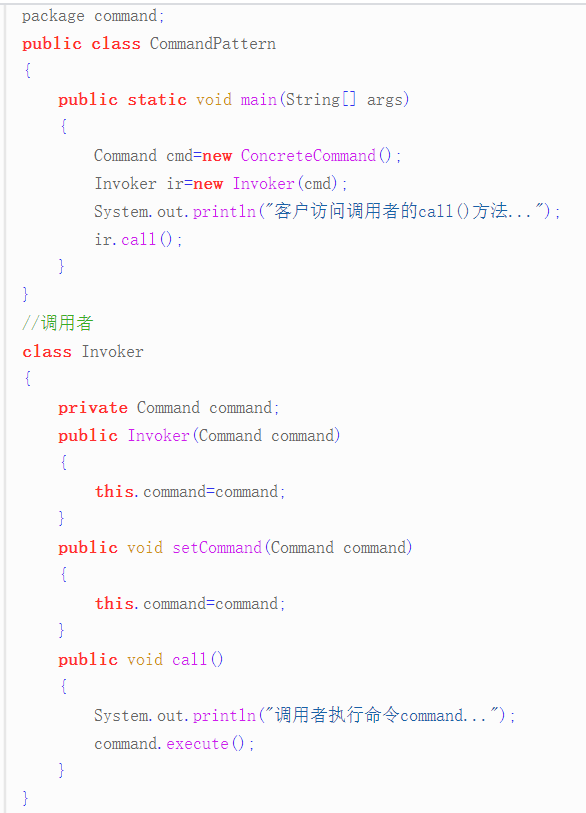 package command;
public class CommandPattern
{
    public static void main(String[] args)
    {
        Command cmd=new ConcreteCommand();
        Invoker ir=new Invoker(cmd);
        System.out.println("客户访问调用者的call()方法...");
        ir.call();
    }
}
//调用者
class Invoker
{
    private Command command;
    public Invoker(Command command)
    {
        this.command=command;
    }
    public void setCommand(Command command)
    {
        this.command=command;
    }
    public void call()
    {
        System.out.println("调用者执行命令command...");
        command.execute();
    }
}